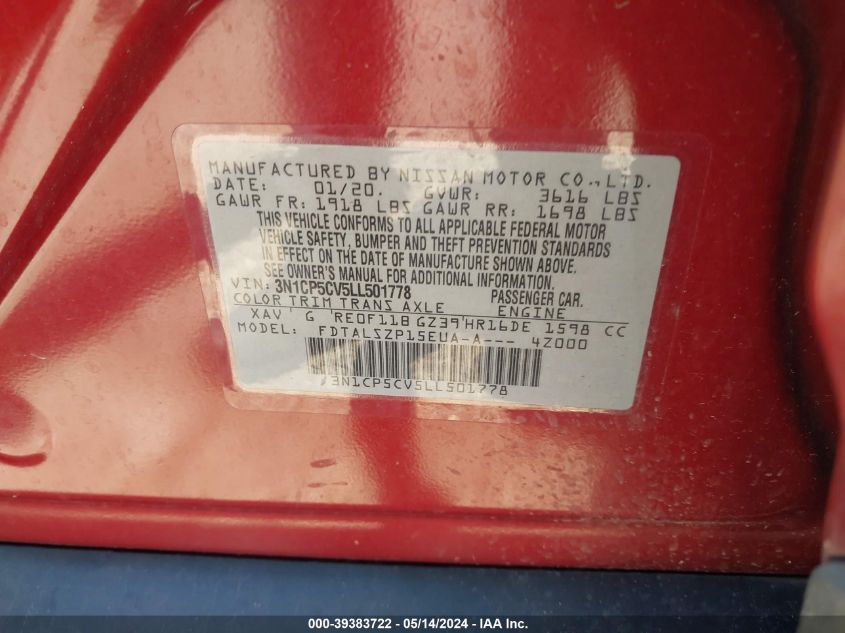 MANUFACTURED BY NISSAN MOTOR CO.,LTD.
DATE: 01/20. GVWR: 3616 LBS
GAWR FR: 1918 LBS GAWR RR: 1698 LBS
THIS VEHICLE CONFORMS TO ALL APPLICABLE FEDERAL MOTOR
VEHICLE SAFETY, BUMPER AND THEFT PREVENTION STANDARDS
IN EFFECT ON THE DATE OF MANUFACTURE SHOWN ABOVE.
SEE OWNER'S MANUAL FOR ADDITIONAL INFORMATION.
VIN: 3N1CP5CV5LL501778 PASSENGER CAR.
COLOR TRIM TRANS AXLE ENGINE
XAV G RE0F11B GZ39 HR16DE 1598 CC
MODEL: FDTALSZP15EUA-A--- 4Z000
3N1CP5CV5LL501778
000-39383722 - 05/14/2024 - IAA Inc.